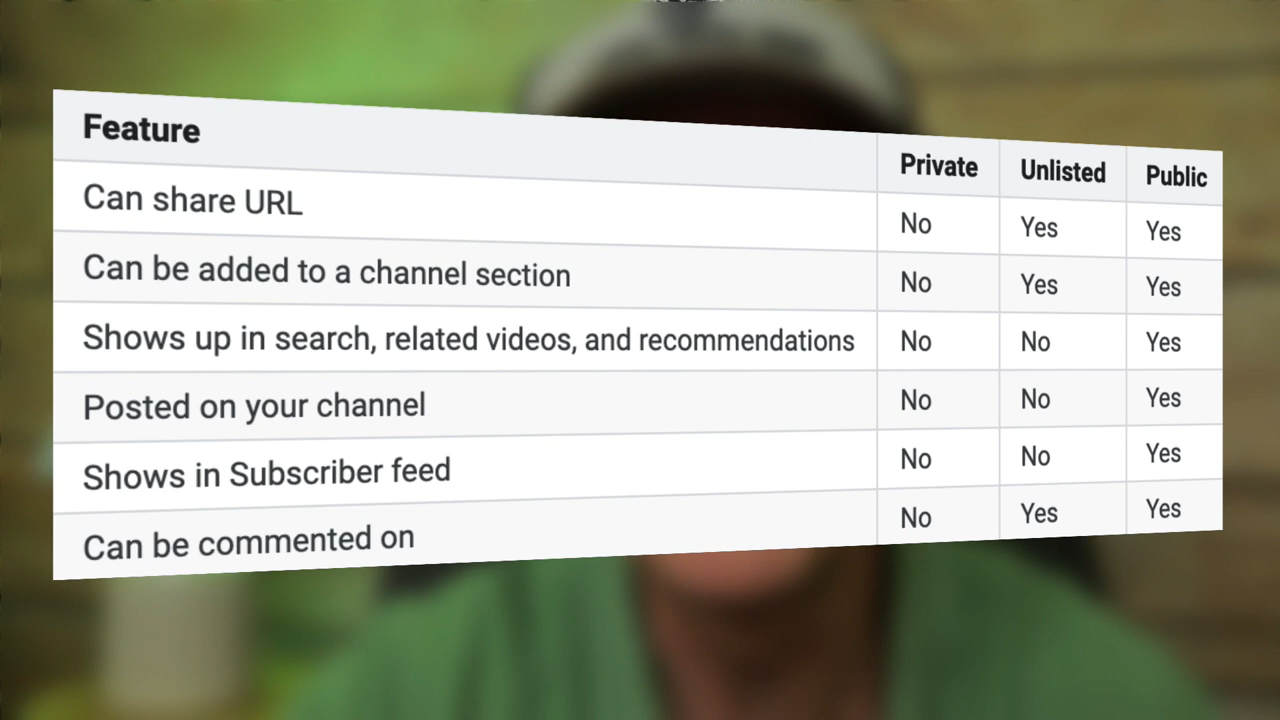 Feature Private Unlisted Public
Can share URL No Yes Yes
Can be added to a channel section No Yes Yes
Shows up in search, related videos, and recommendations No No Yes
Posted on your channel No No Yes
Shows in Subscriber feed No No Yes
Can be commented on No Yes Yes